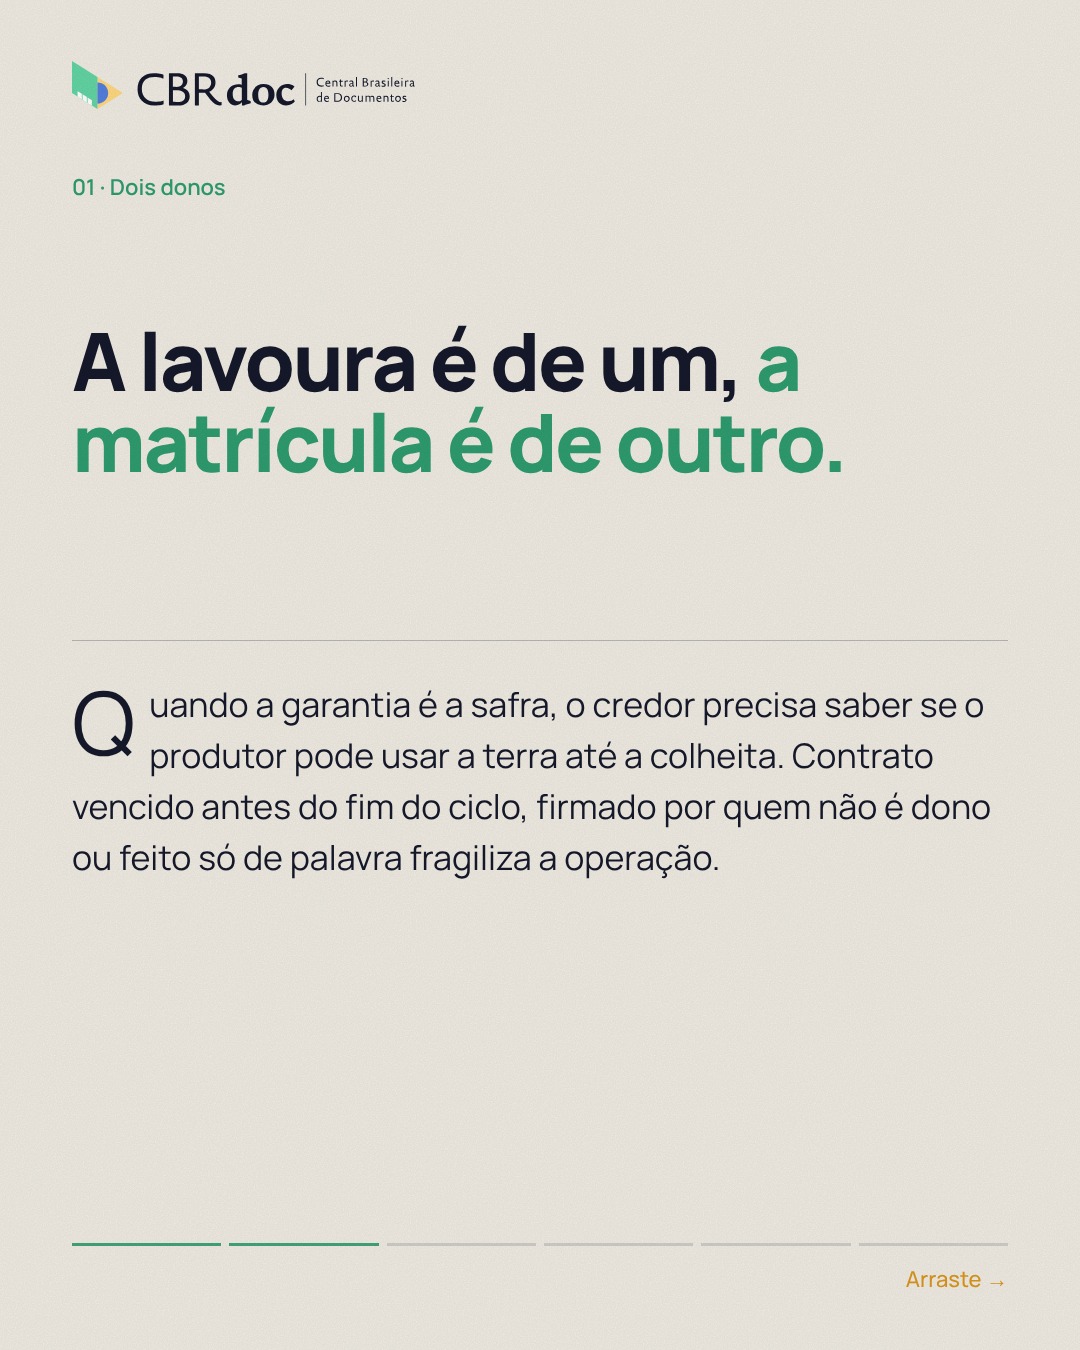 CBRdoc
Central Brasileira
de Documentos
01 · Dois donos
A lavoura é de um, a
matrícula é de outro.
Quando a garantia é a safra, o credor precisa saber se o
produtor pode usar a terra até a colheita. Contrato
vencido antes do fim do ciclo, firmado por quem não é dono
ou feito só de palavra fragiliza a operação.
Arraste →